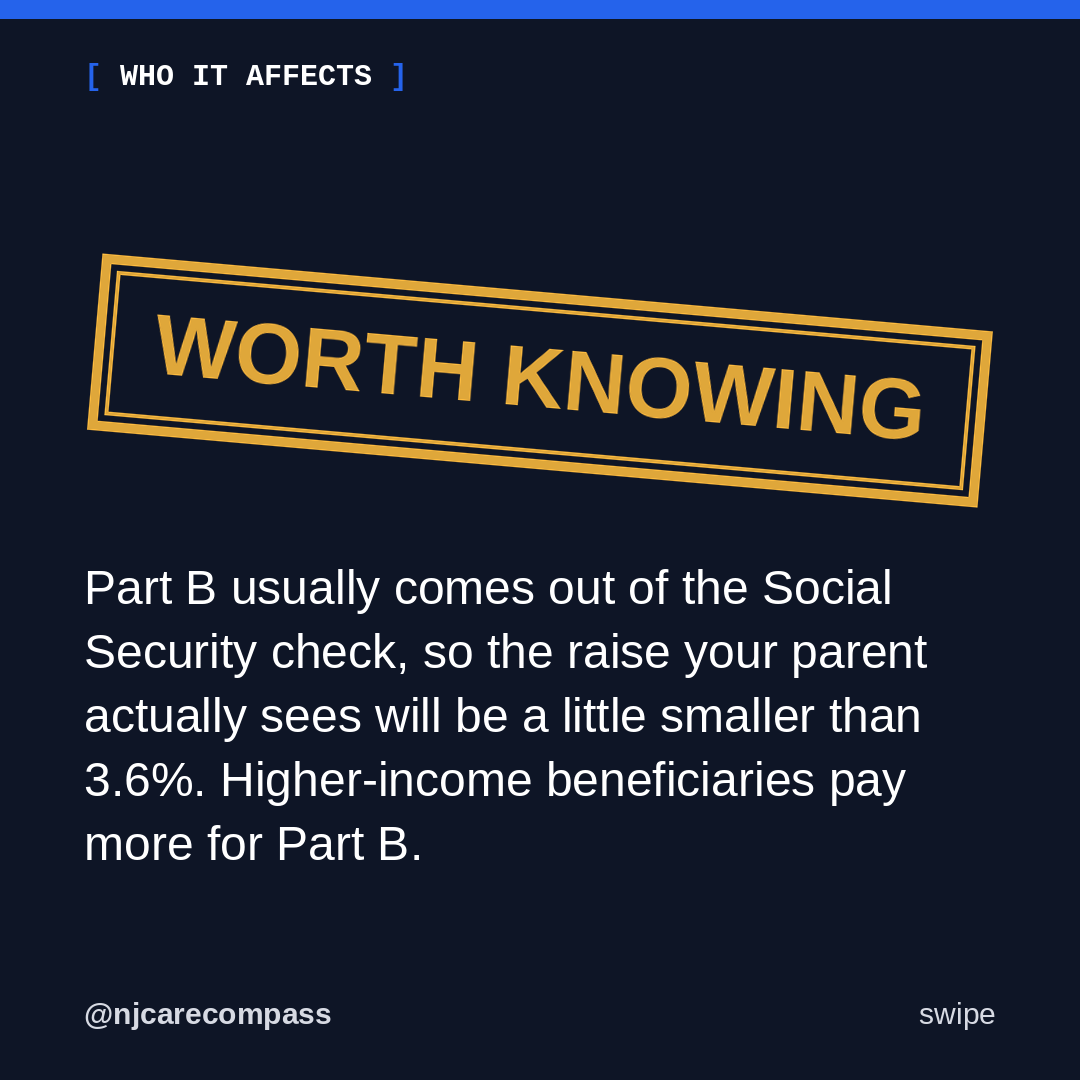 [ WHO IT AFFECTS ]
WORTH KNOWING
Part B usually comes out of the Social
Security check, so the raise your parent
actually sees will be a little smaller than
3.6%. Higher-income beneficiaries pay
more for Part B.
@njcarecompass
swipe